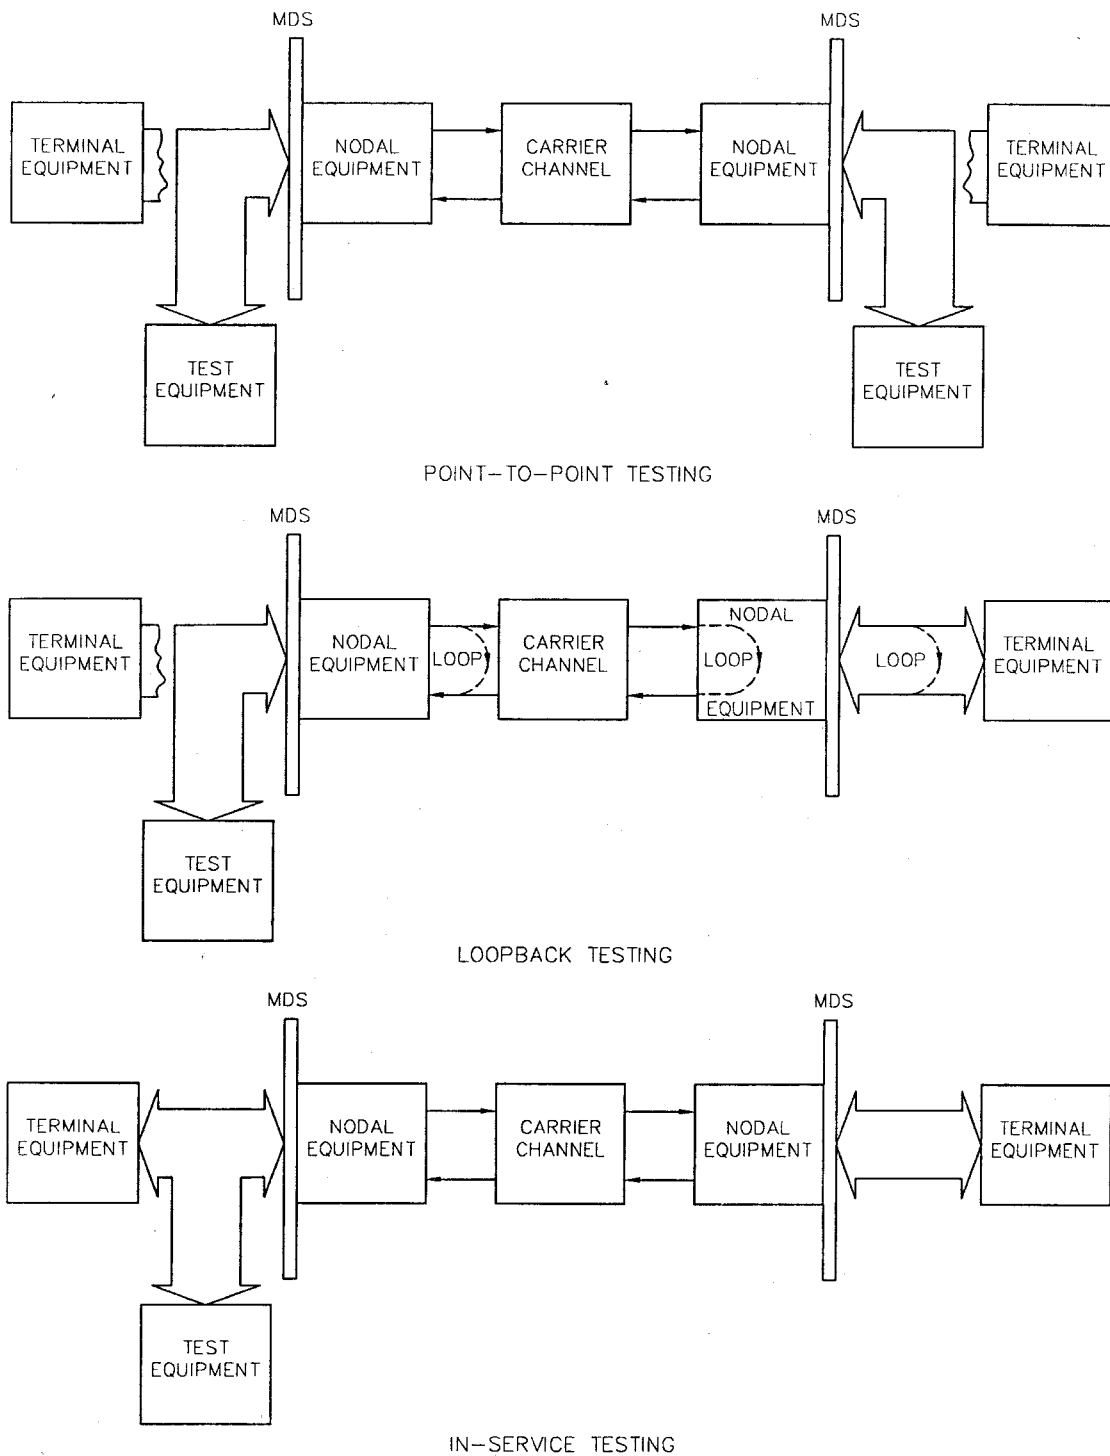 MDS
MDS
TERMINAL
EQUIPMENT
NODAL
EQUIPMENT
CARRIER
CHANNEL
NODAL
EQUIPMENT
TERMINAL
EQUIPMENT
TEST
EQUIPMENT
TEST
EQUIPMENT
POINT-TO-POINT TESTING
MDS
MDS
TERMINAL
EQUIPMENT
NODAL
EQUIPMENT
LOOP
CARRIER
CHANNEL
NODAL
LOOP
EQUIPMENT
LOOP
TERMINAL
EQUIPMENT
TEST
EQUIPMENT
LOOPBACK TESTING
MDS
MDS
TERMINAL
EQUIPMENT
NODAL
EQUIPMENT
CARRIER
CHANNEL
NODAL
EQUIPMENT
TERMINAL
EQUIPMENT
TEST
EQUIPMENT
IN-SERVICE TESTING